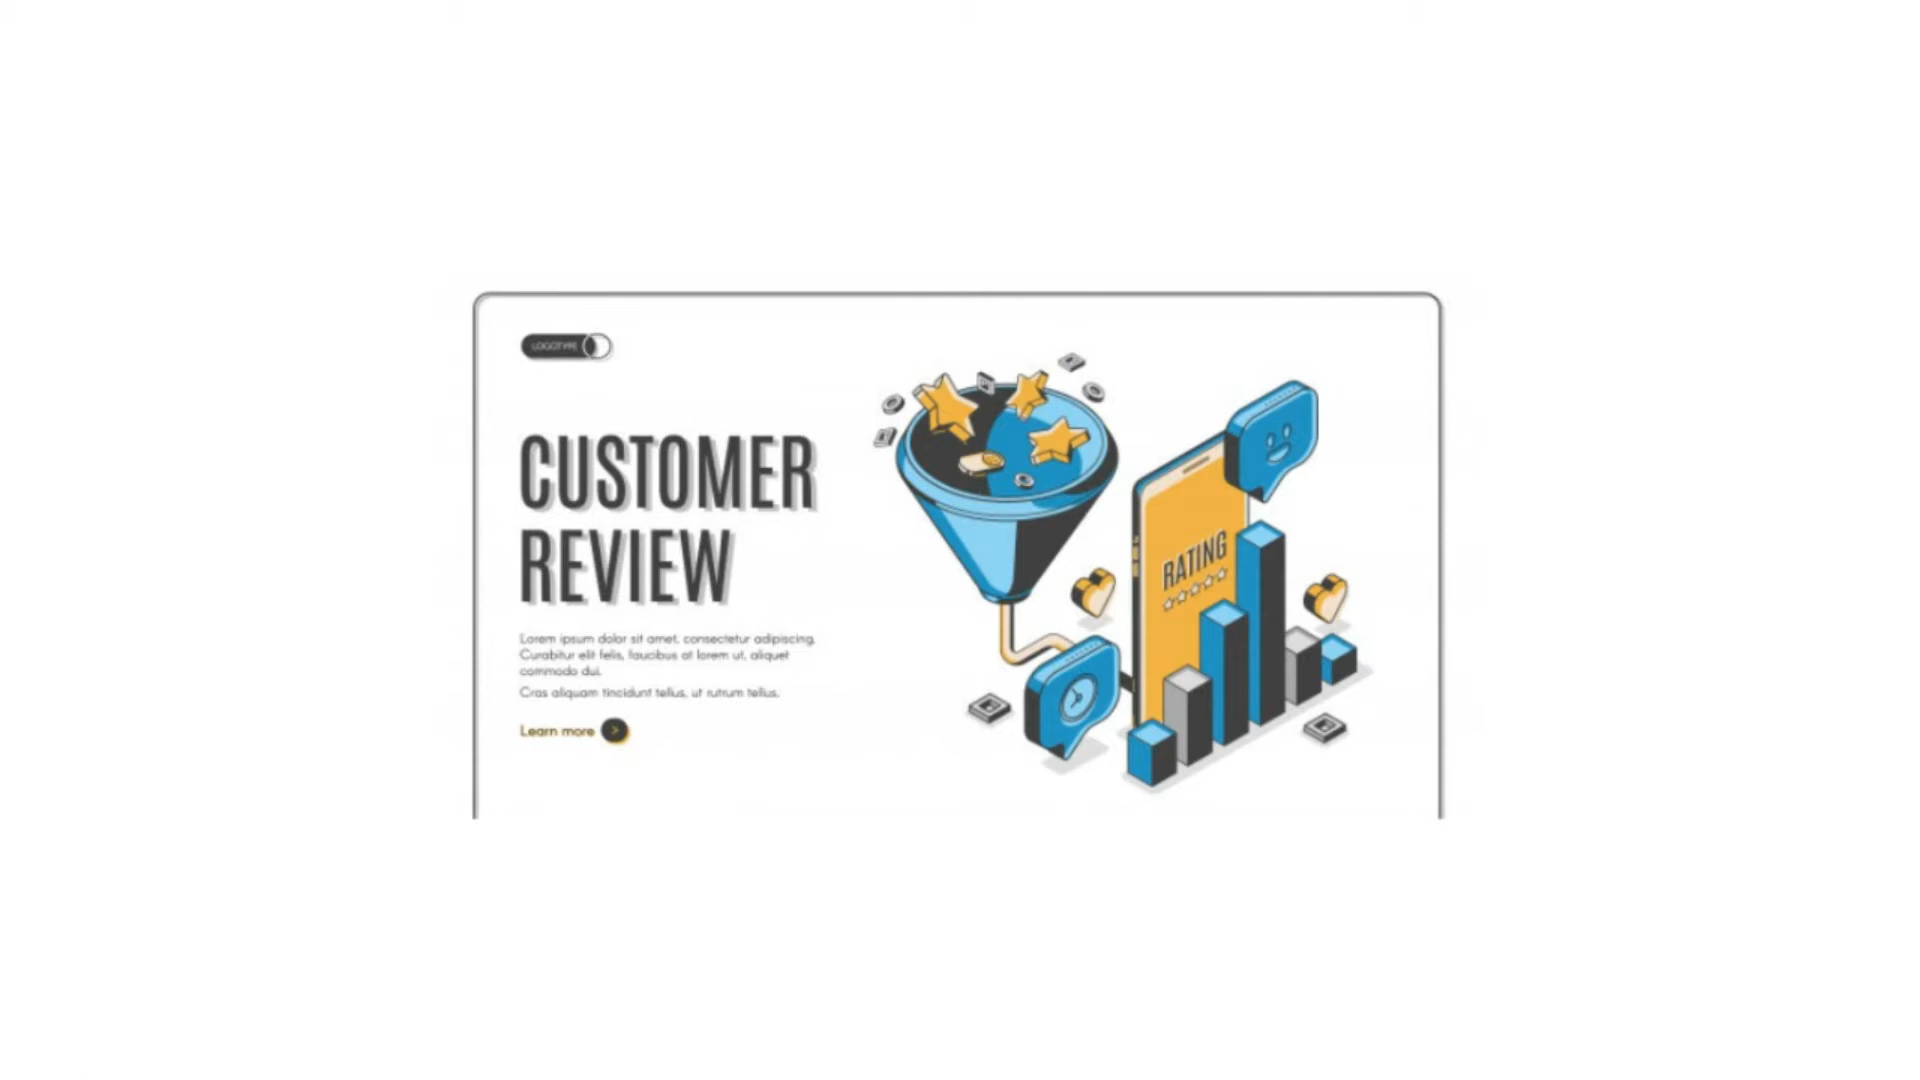 LOGOTYPE
CUSTOMER
REVIEW
Lorem ipsum dolor sit amet, consectetur adipiscing.
Curabitur elit felis, faucibus at lorem ut, aliquet
commodo dui.
Cras aliquam tincidunt tellus, ut rutrum tellus.
Learn more
RATING